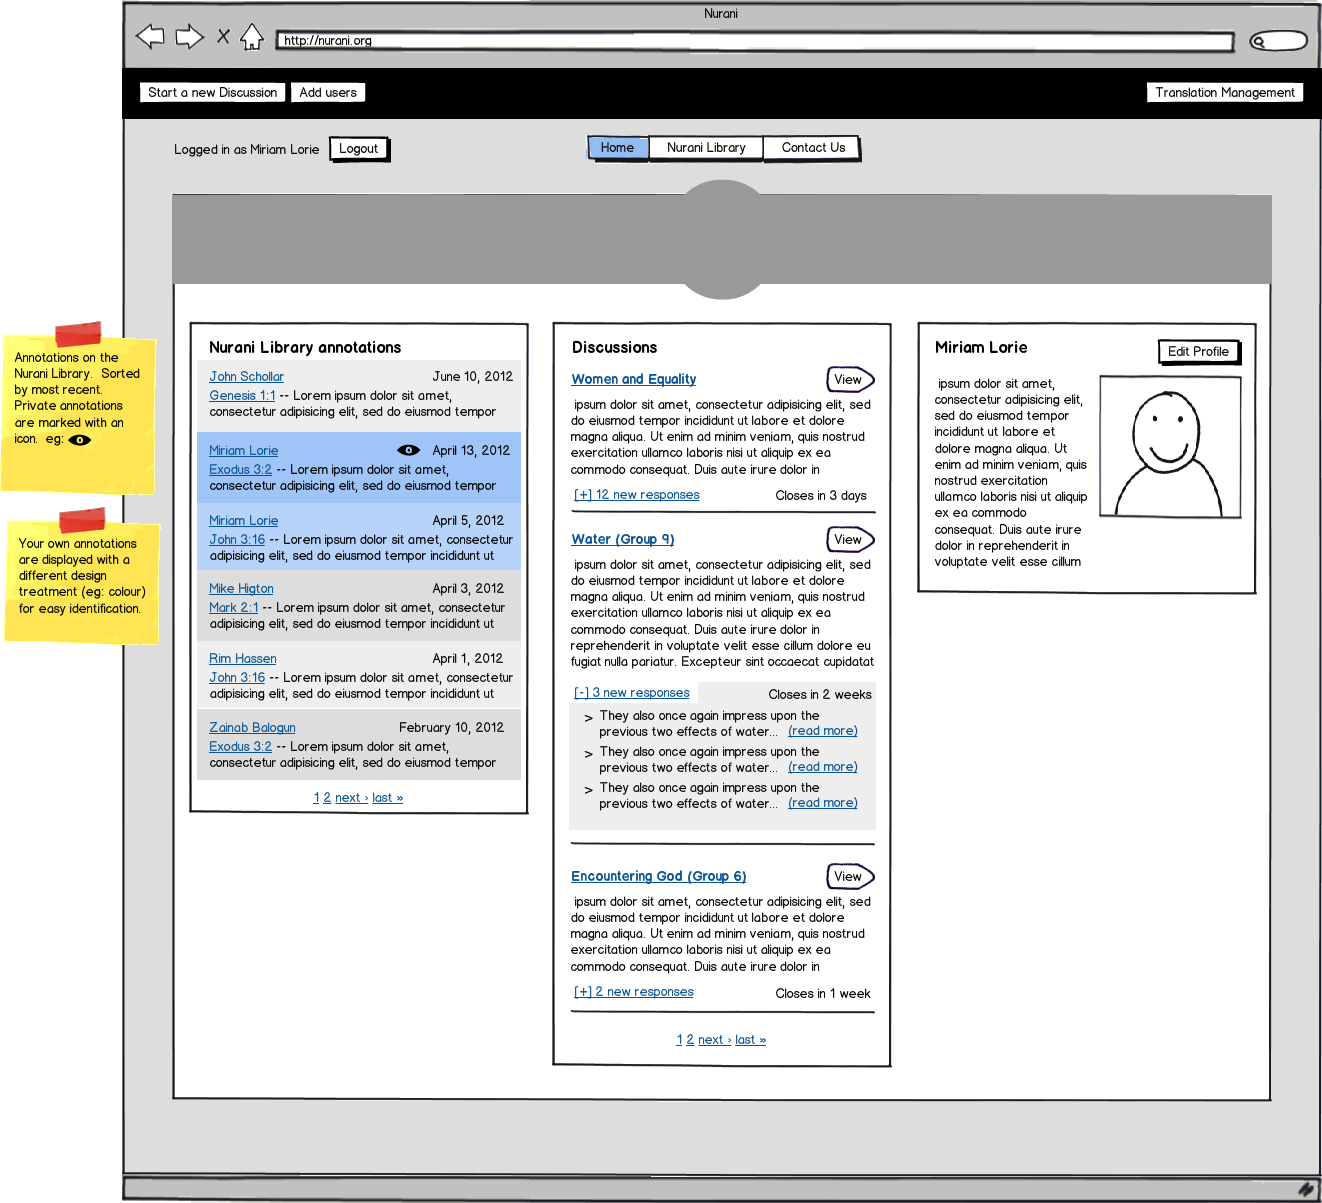 Nurani
http://nurani.org
Start a new Discussion
Add users
Translation Management
Logged in as Miriam Lorie
Logout
Home
Nurani Library
Contact Us
Annotations on the
Nurani Library. Sorted
by most recent.
Private annotations
are marked with an
icon. eg:
Your own annotations
are displayed with a
different design
treatment (eg: colour)
for easy identification.
Nurani Library annotations
John Schollar June 10, 2012
Genesis 1:1 -- Lorem ipsum dolor sit amet,
consectetur adipisicing elit, sed do eiusmod tempor
Miriam Lorie April 13, 2012
Exodus 3:2 -- Lorem ipsum dolor sit amet,
consectetur adipisicing elit, sed do eiusmod tempor
Miriam Lorie April 5, 2012
John 3:16 -- Lorem ipsum dolor sit amet, consectetur
adipisicing elit, sed do eiusmod tempor incididunt ut
Mike Higton April 3, 2012
Mark 2:1 -- Lorem ipsum dolor sit amet, consectetur
adipisicing elit, sed do eiusmod tempor incididunt ut
Rim Hassen April 1, 2012
John 3:16 -- Lorem ipsum dolor sit amet, consectetur
adipisicing elit, sed do eiusmod tempor incididunt ut
Zainab Balogun February 10, 2012
Exodus 3:2 -- Lorem ipsum dolor sit amet,
consectetur adipisicing elit, sed do eiusmod tempor
1 2 next › last »
Discussions
Women and Equality View
ipsum dolor sit amet, consectetur adipisicing elit, sed
do eiusmod tempor incididunt ut labore et dolore
magna aliqua. Ut enim ad minim veniam, quis nostrud
exercitation ullamco laboris nisi ut aliquip ex ea
commodo consequat. Duis aute irure dolor in
[+] 12 new responses Closes in 3 days
Water (Group 9) View
ipsum dolor sit amet, consectetur adipisicing elit, sed
do eiusmod tempor incididunt ut labore et dolore
magna aliqua. Ut enim ad minim veniam, quis nostrud
exercitation ullamco laboris nisi ut aliquip ex ea
commodo consequat. Duis aute irure dolor in
reprehenderit in voluptate velit esse cillum dolore eu
fugiat nulla pariatur. Excepteur sint occaecat cupidatat
[-] 3 new responses Closes in 2 weeks
> They also once again impress upon the
previous two effects of water... (read more)
> They also once again impress upon the
previous two effects of water... (read more)
> They also once again impress upon the
previous two effects of water... (read more)
Encountering God (Group 6) View
ipsum dolor sit amet, consectetur adipisicing elit, sed
do eiusmod tempor incididunt ut labore et dolore
magna aliqua. Ut enim ad minim veniam, quis nostrud
exercitation ullamco laboris nisi ut aliquip ex ea
commodo consequat. Duis aute irure dolor in
[+] 2 new responses Closes in 1 week
1 2 next › last »
Miriam Lorie
Edit Profile
ipsum dolor sit amet,
consectetur adipisicing elit,
sed do eiusmod tempor
incididunt ut labore et
dolore magna aliqua. Ut
enim ad minim veniam, quis
nostrud exercitation
ullamco laboris nisi ut aliquip
ex ea commodo
consequat. Duis aute irure
dolor in reprehenderit in
voluptate velit esse cillum